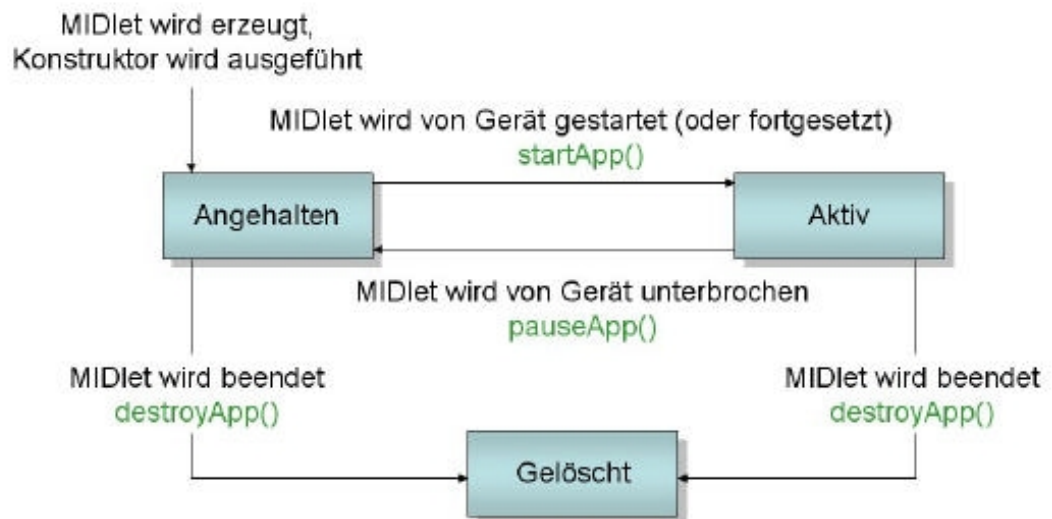 MIDlet wird erzeugt,
Konstruktor wird ausgeführt
MIDlet wird von Gerät gestartet (oder fortgesetzt)
startApp()
Angehalten
Aktiv
MIDlet wird von Gerät unterbrochen
pauseApp()
MIDlet wird beendet
destroyApp()
MIDlet wird beendet
destroyApp()
Gelöscht